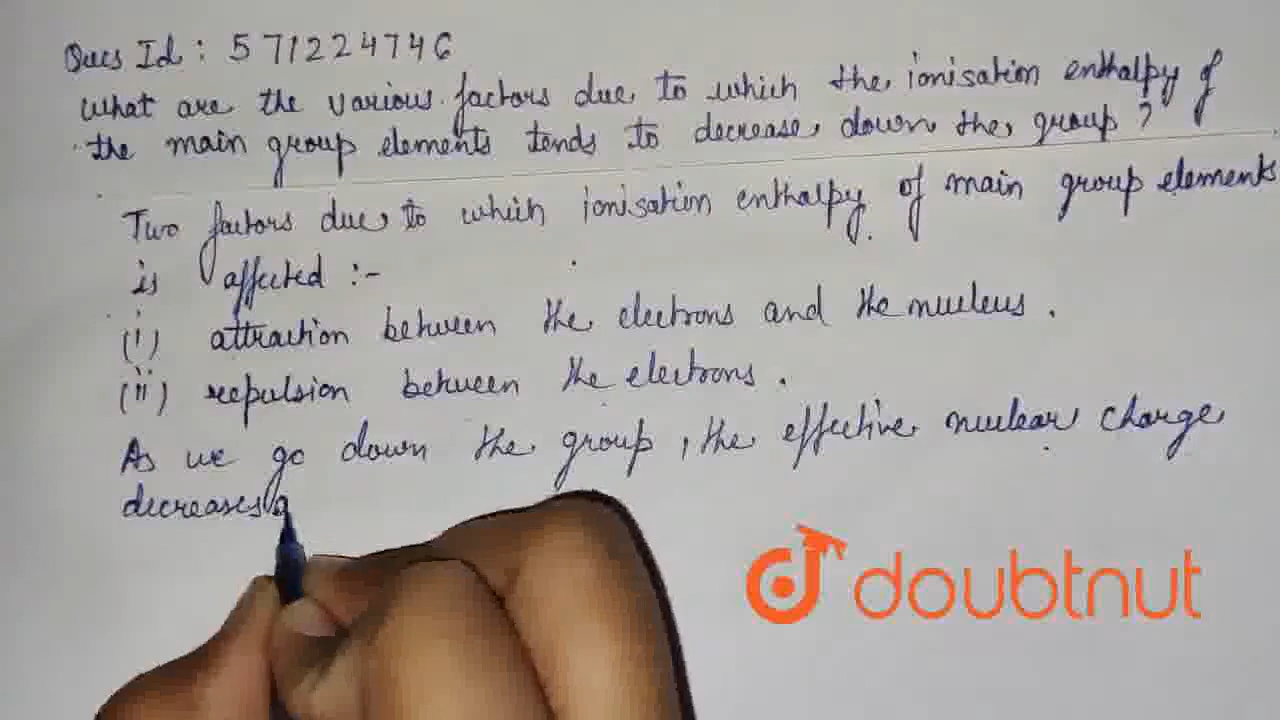 Ques Id : 571224746
What are the various factors due to which the ionisation enthalpy of
the main group elements tends to decrease down the group ?
Two factors due to which ionisation enthalpy of main group elements
is affected :-
(i) attraction between the electrons and the nucleus.
(ii) repulsion between the electrons.
As we go down the group, the effective nuclear charge
decreases
doubtnut